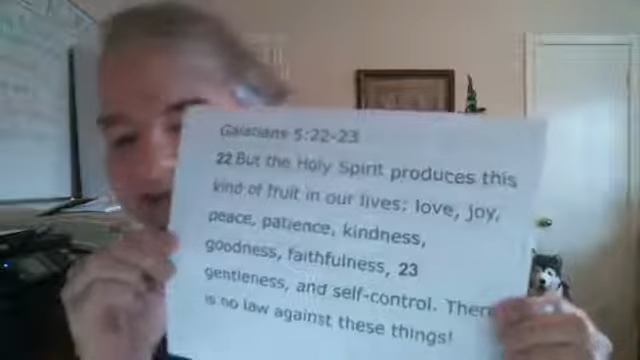 Galatians 5:22-23
22 But the Holy Spirit produces this
kind of fruit in our lives: love, joy,
peace, patience, kindness,
goodness, faithfulness, 23
gentleness, and self-control. Ther
is no law against these things!